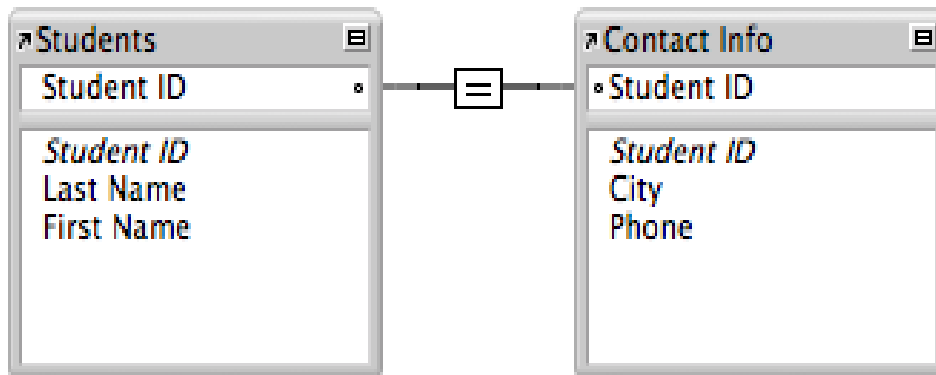 Students
Student ID
Student ID
Last Name
First Name
=
Contact Info
Student ID
Student ID
City
Phone